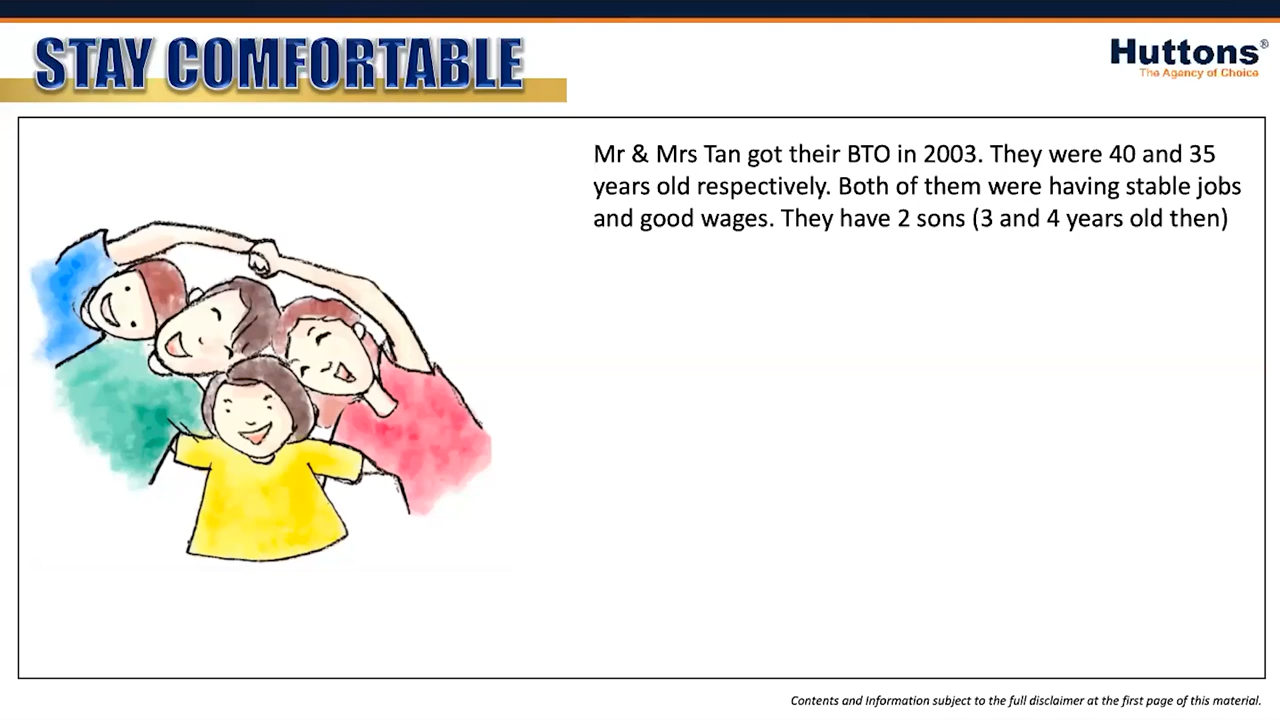 STAY COMFORTABLE
Huttons®
The Agency of Choice
Mr & Mrs Tan got their BTO in 2003. They were 40 and 35
years old respectively. Both of them were having stable jobs
and good wages. They have 2 sons (3 and 4 years old then)
Contents and Information subject to the full disclaimer at the first page of this material.